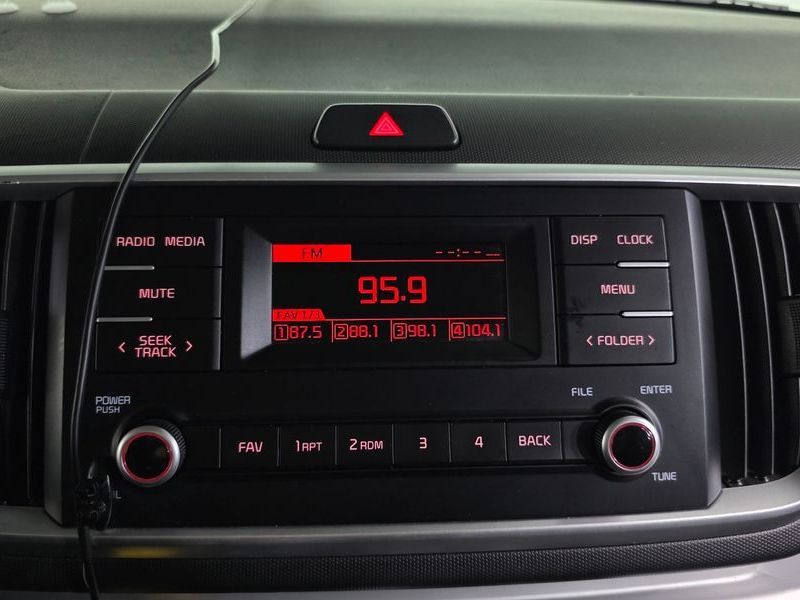 RADIO MEDIA
MUTE
< SEEK TRACK >
FM --:-- --
95.9
FAV 1/3
1 87.5 2 88.1 3 98.1 4 104.1
DISP CLOCK
MENU
< FOLDER >
POWER
PUSH
FAV
1 RPT
2 RDM
3
4
BACK
FILE
ENTER
TUNE